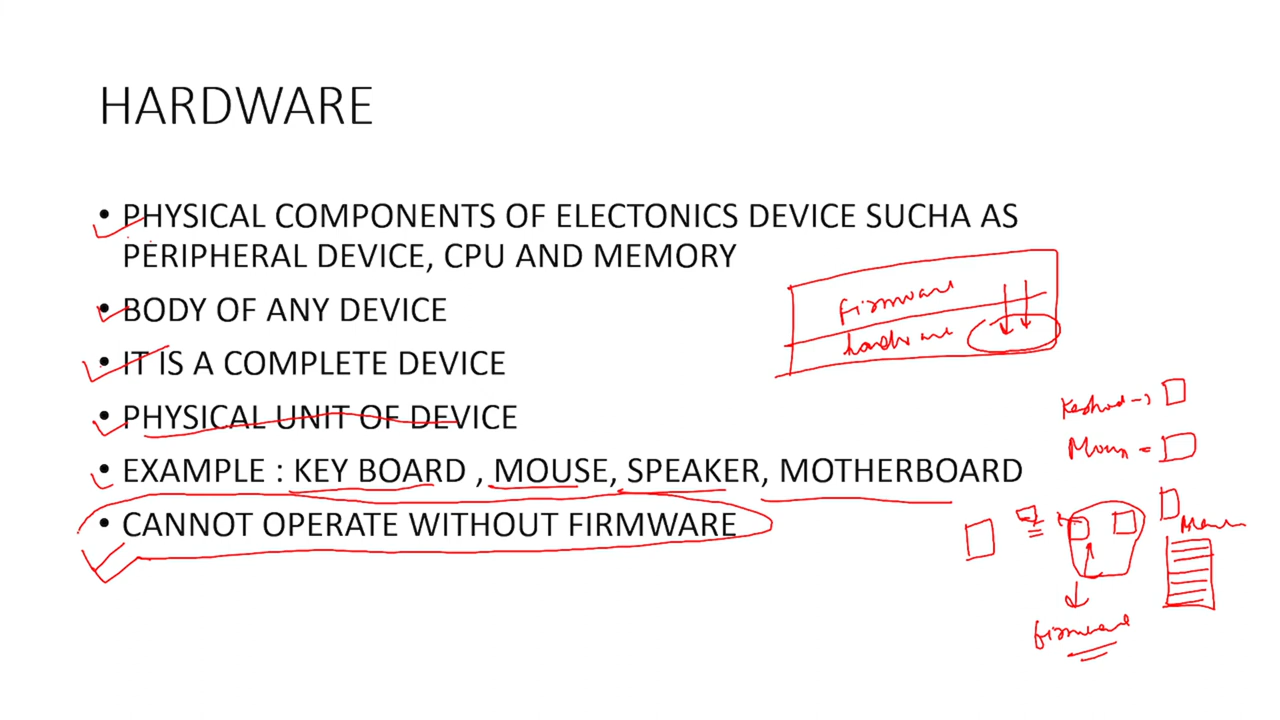 HARDWARE
• PHYSICAL COMPONENTS OF ELECTONICS DEVICE SUCHA AS
PERIPHERAL DEVICE, CPU AND MEMORY
• BODY OF ANY DEVICE
• IT IS A COMPLETE DEVICE
• PHYSICAL UNIT OF DEVICE
• EXAMPLE : KEY BOARD , MOUSE, SPEAKER, MOTHERBOARD
• CANNOT OPERATE WITHOUT FIRMWARE
firmware
hardware
firmware